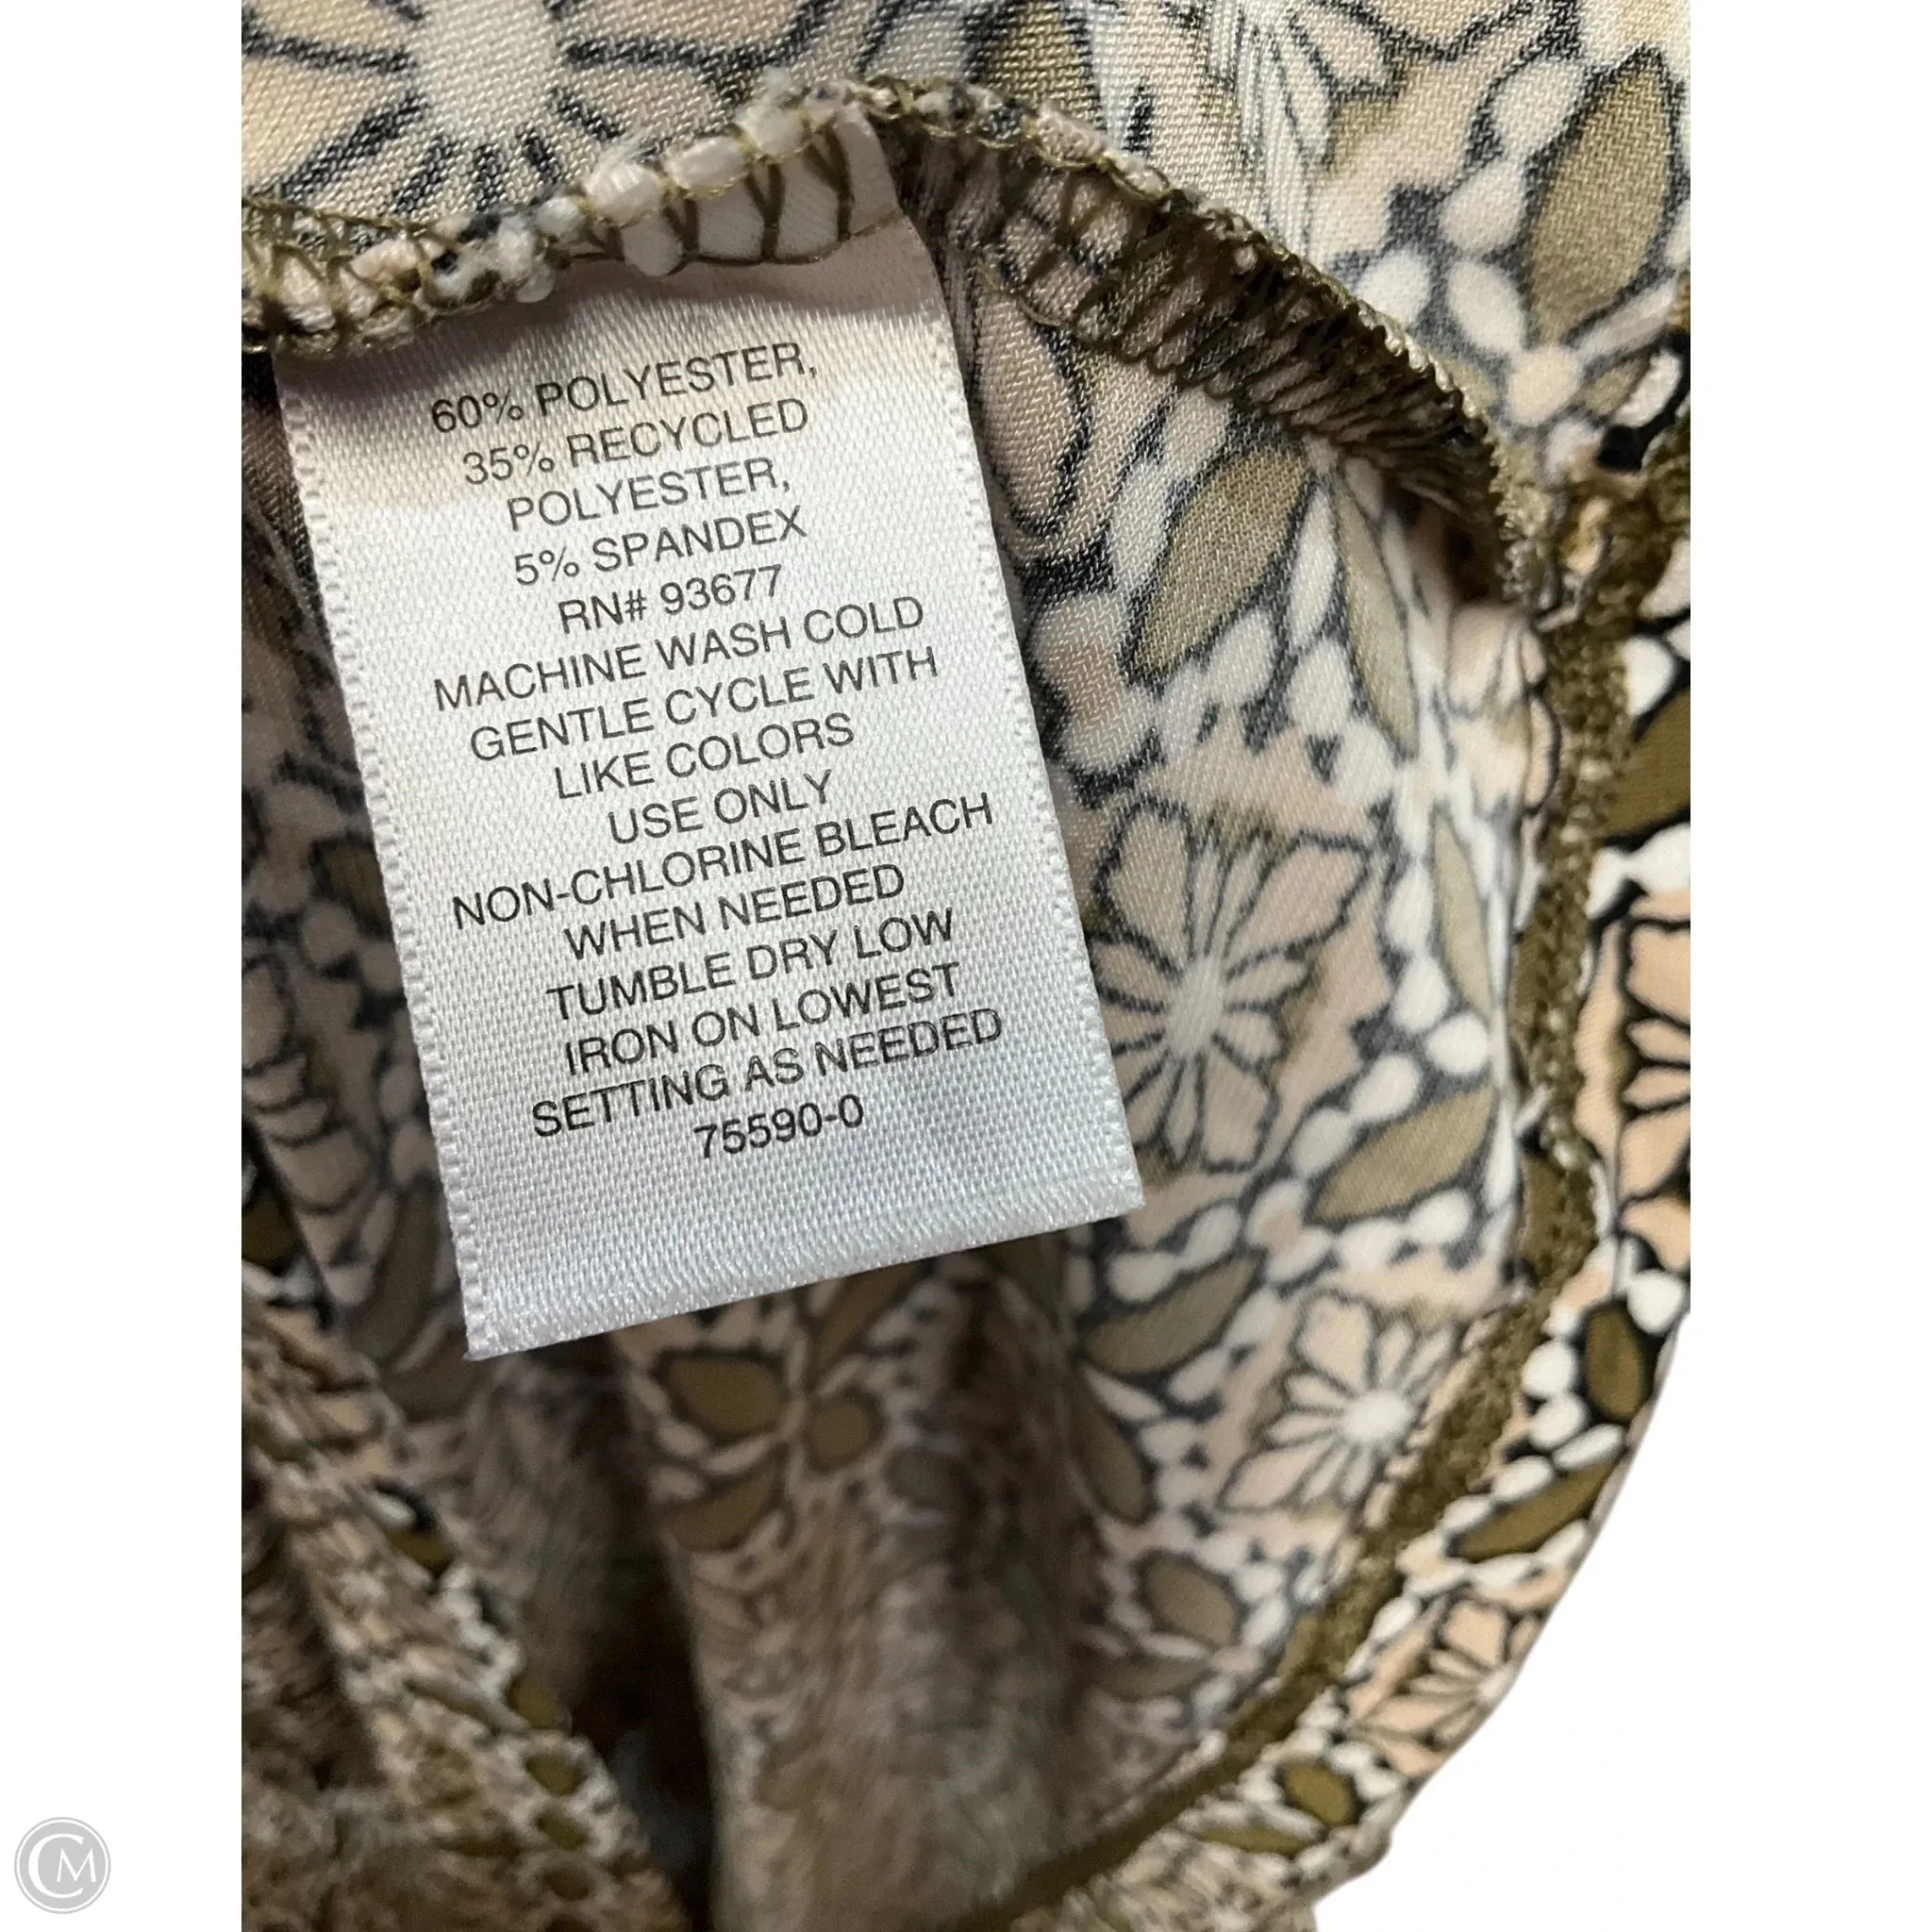 60% POLYESTER,
35% RECYCLED
POLYESTER,
5% SPANDEX
RN# 93677
MACHINE WASH COLD
GENTLE CYCLE WITH
LIKE COLORS
USE ONLY
NON-CHLORINE BLEACH
WHEN NEEDED
TUMBLE DRY LOW
IRON ON LOWEST
SETTING AS NEEDED
75590-0
CM